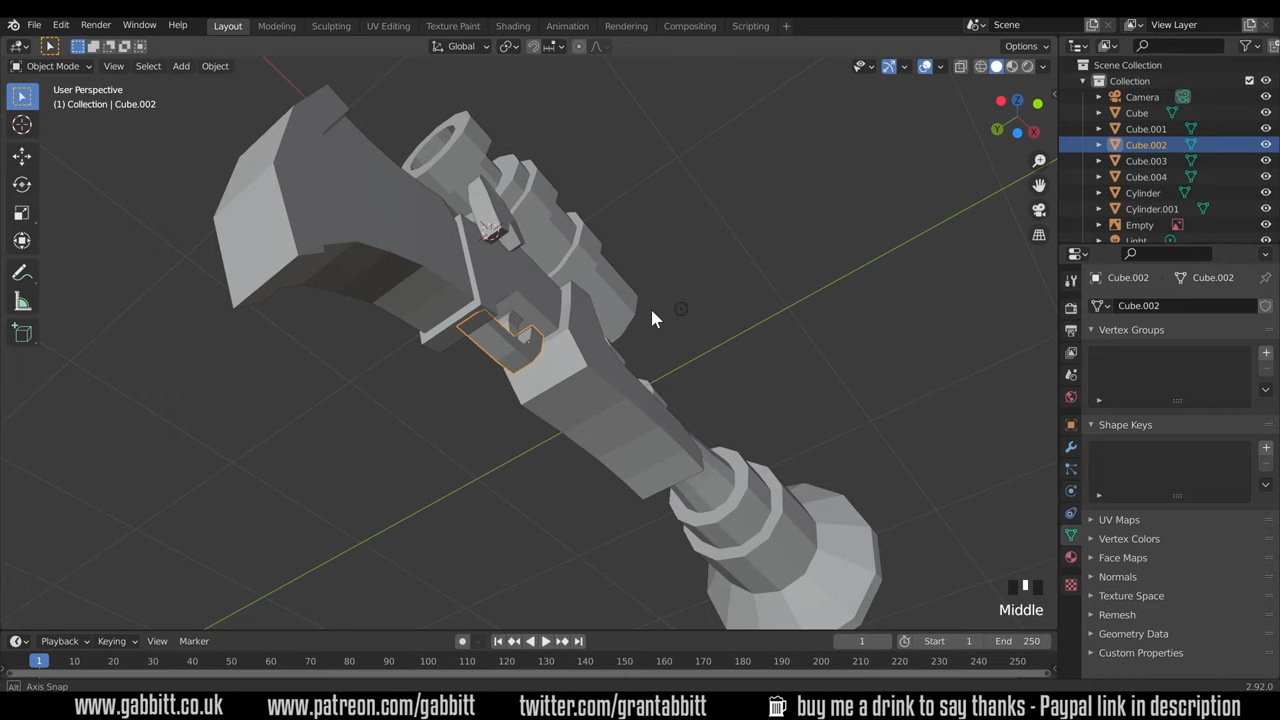 File Edit Render Window Help Layout Modeling Sculpting UV Editing Texture Paint Shading Animation Rendering Compositing Scripting + Scene View Layer
Global Options
Object Mode View Select Add Object
User Perspective
(1) Collection | Cube.002
Z
Y
X
Scene Collection
Collection
Camera
Cube
Cube.001
Cube.002
Cube.003
Cube.004
Cylinder
Cylinder.001
Empty
Light
Cube.002 Cube.002
Cube.002
Vertex Groups
Shape Keys
UV Maps
Vertex Colors
Face Maps
Normals
Texture Space
Remesh
Geometry Data
Custom Properties
Middle
Playback Keying View Marker 1 Start 1 End 250
1 10 20 30 40 50 60 70 80 90 100 110 120 130 140 150 160 170 180 190 200 210 220 230 240 250
Alt Axis Snap 2.92.0
www.gabbitt.co.uk www.patreon.com/gabbitt twitter.com/grantabbitt buy me a drink to say thanks - Paypal link in description